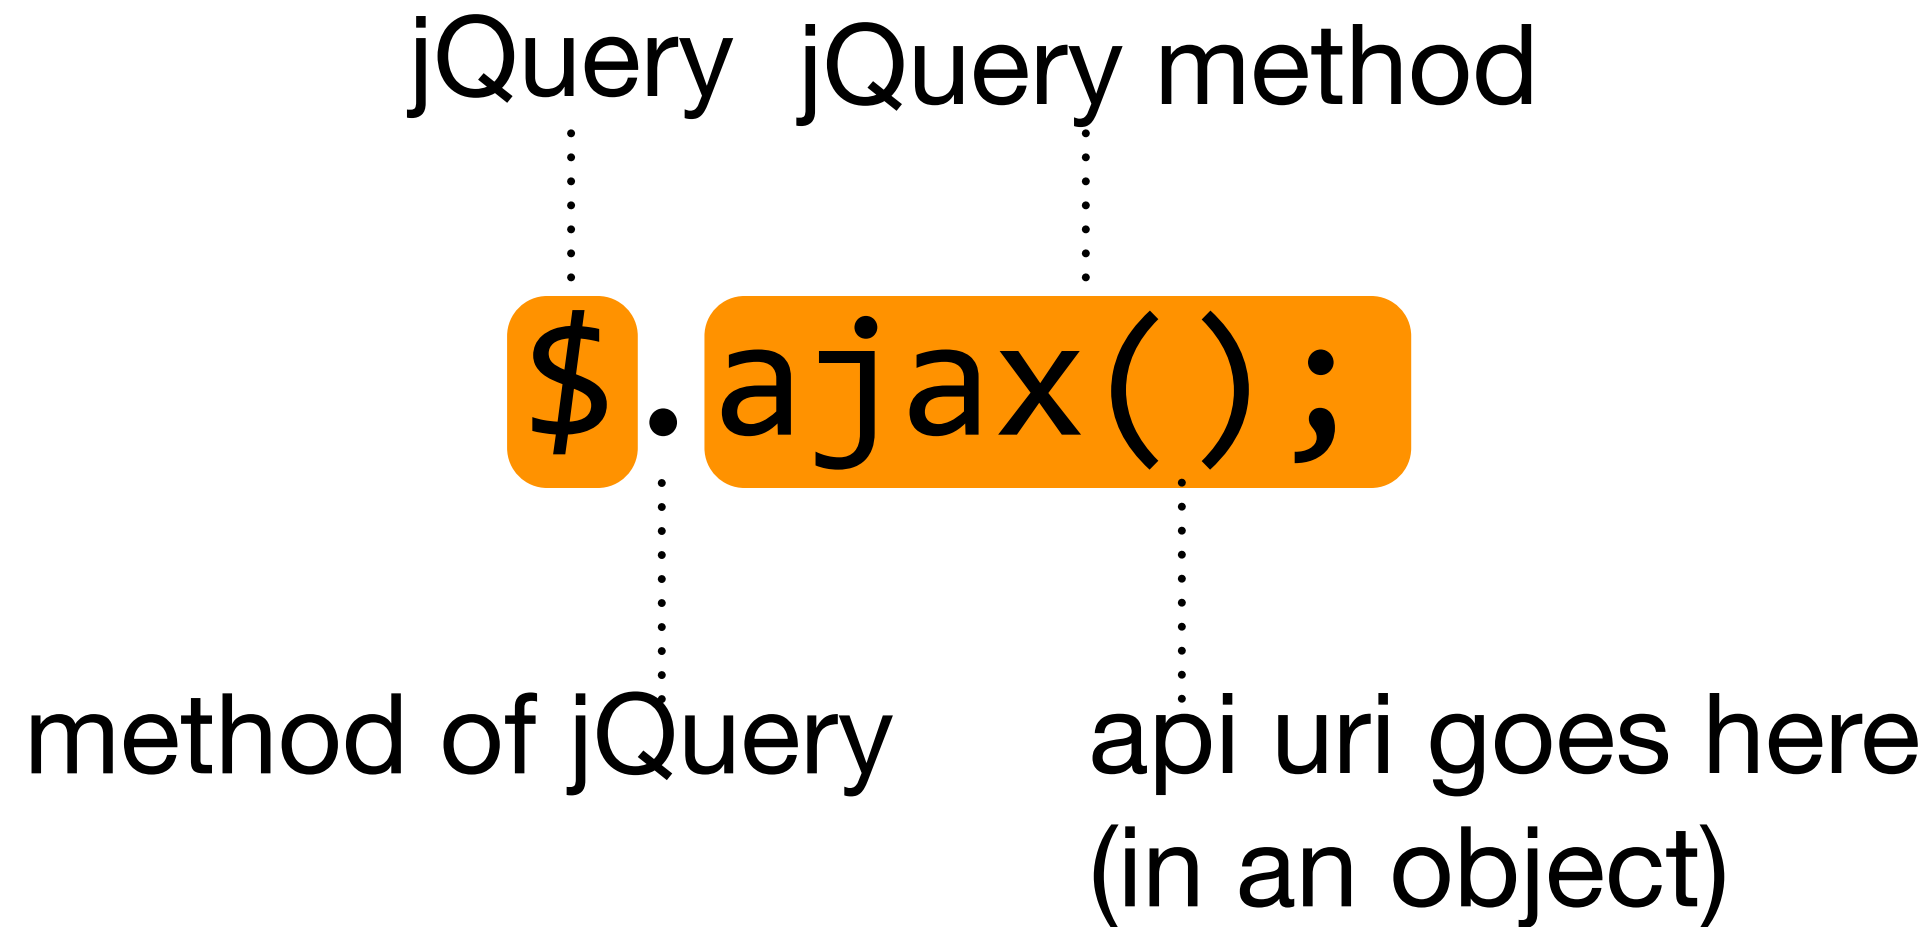 jQuery jQuery method
$.ajax();
method of jQuery
api uri goes here
(in an object)